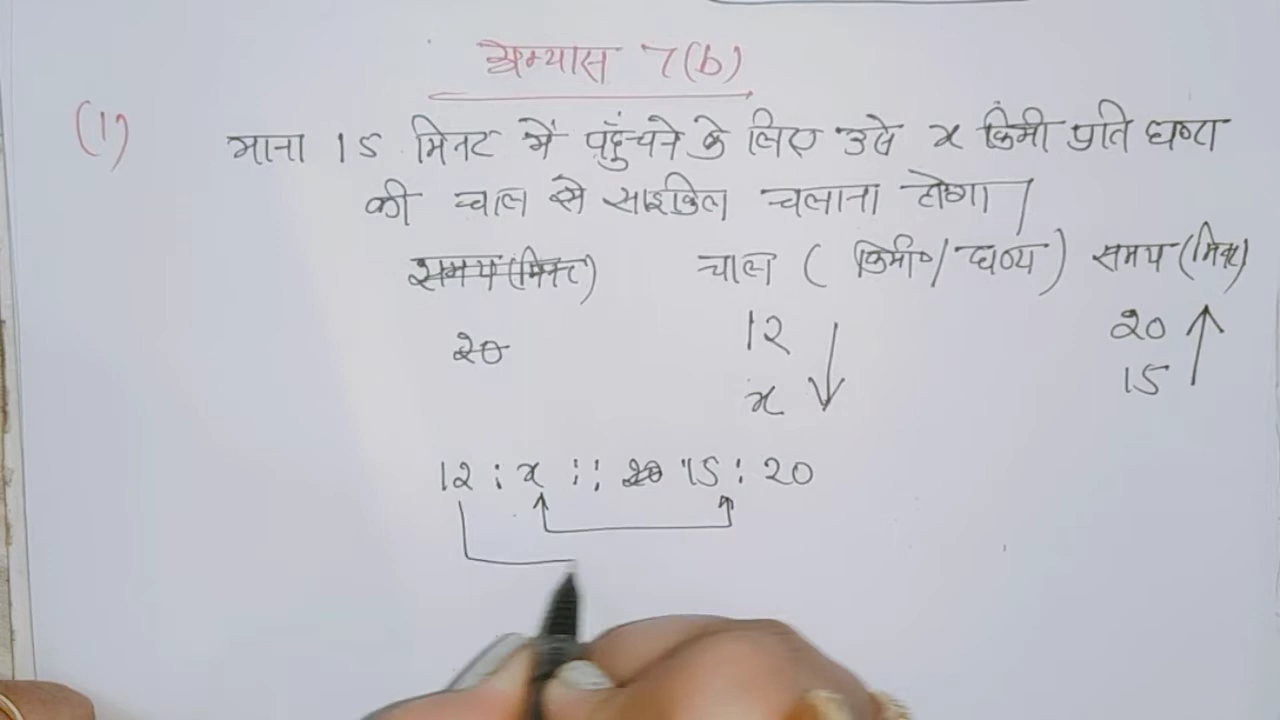 अभ्यास 7(b)
(1) माना 15 मिनट में पहुँचने के लिए उसे x किमी प्रति घण्टा
की चाल से साइकिल चलाना होगा।
समय(मिनट) चाल ( किमी०/घण्टा ) समय(मिनट)
20 12 20
x 15
12 : x :: 20 15 : 20